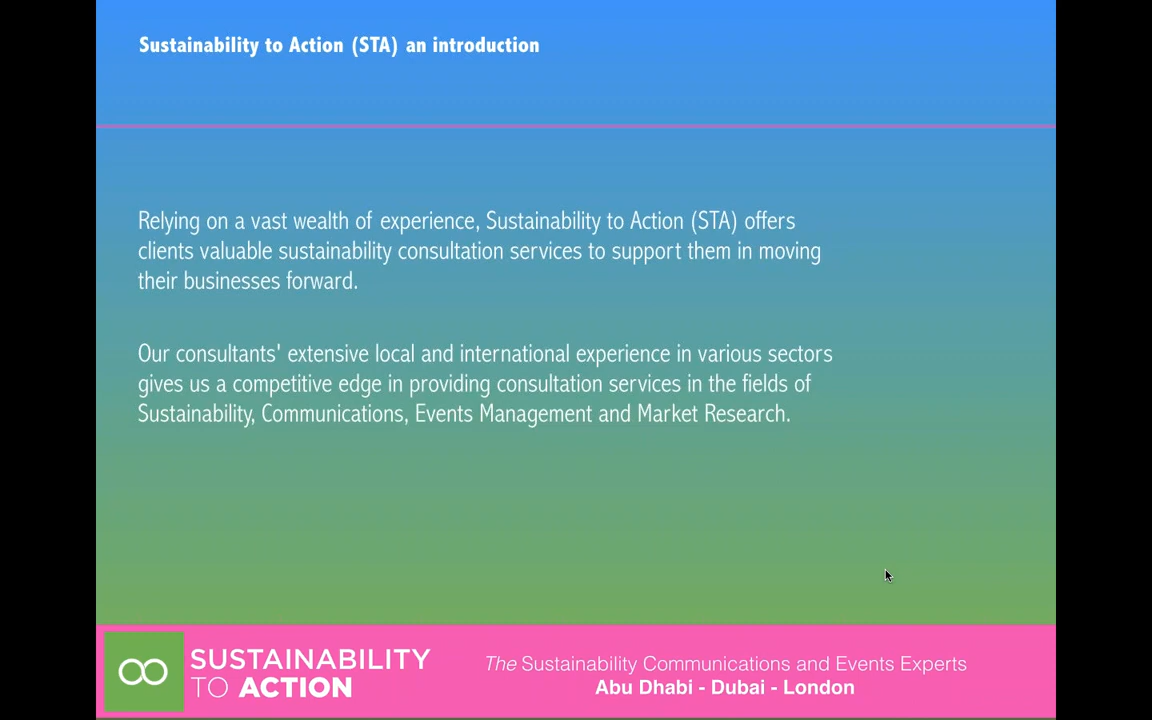 Sustainability to Action (STA) an introduction
Relying on a vast wealth of experience, Sustainability to Action (STA) offers
clients valuable sustainability consultation services to support them in moving
their businesses forward.
Our consultants' extensive local and international experience in various sectors
gives us a competitive edge in providing consultation services in the fields of
Sustainability, Communications, Events Management and Market Research.
SUSTAINABILITY
TO ACTION
The Sustainability Communications and Events Experts
Abu Dhabi - Dubai - London